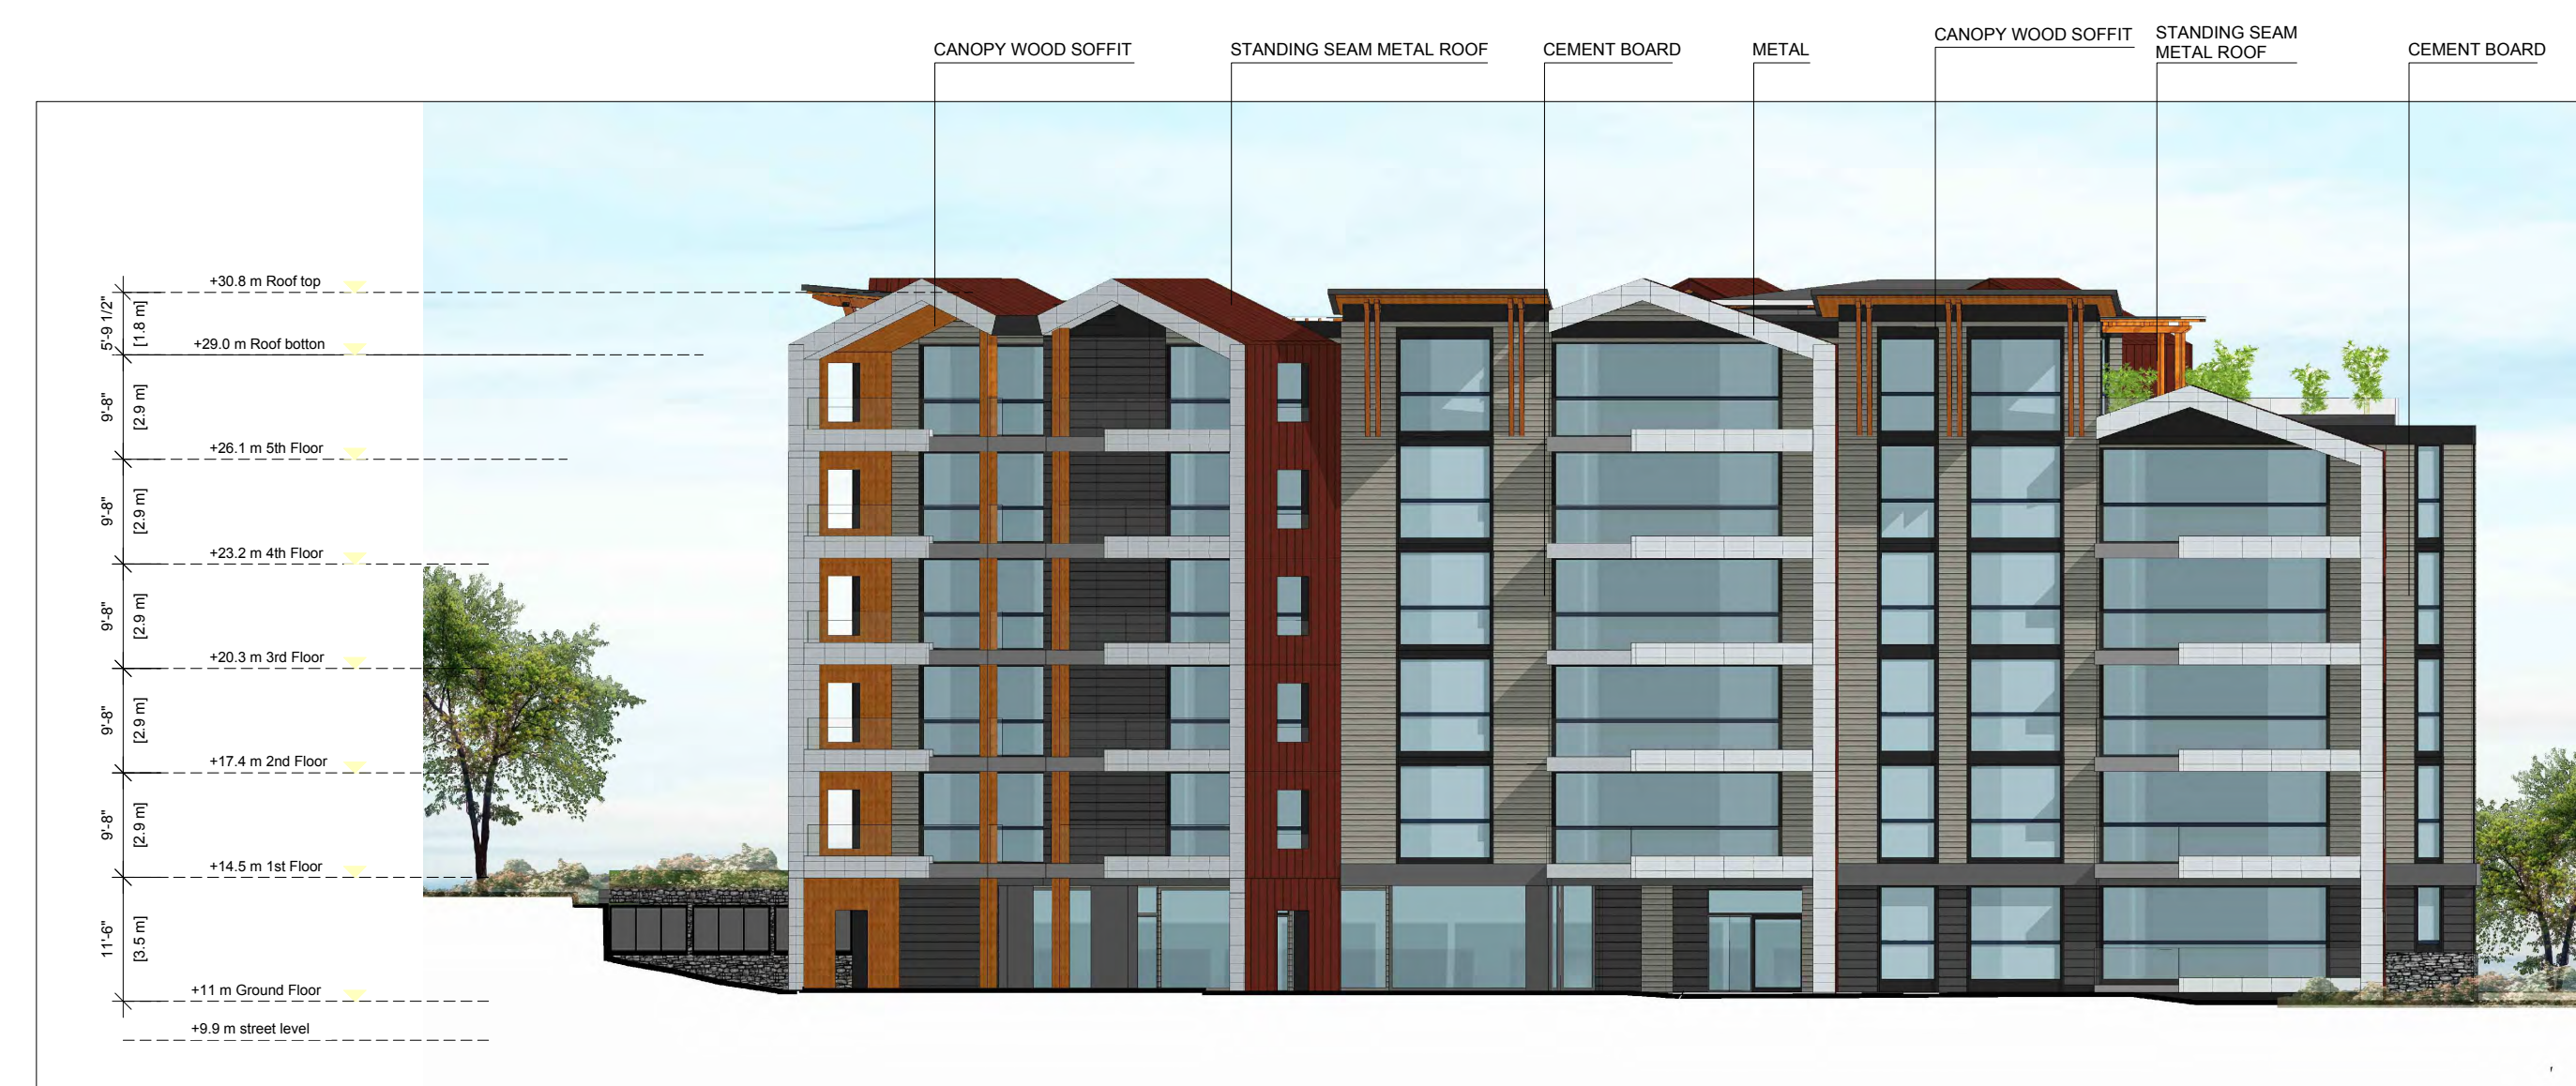 CANOPY WOOD SOFFIT
STANDING SEAM METAL ROOF
CEMENT BOARD
METAL
CANOPY WOOD SOFFIT
STANDING SEAM
METAL ROOF
CEMENT BOARD
+30.8 m Roof top
5'-9 1/2"
[1.8 m]
+29.0 m Roof botton
9'-8"
[2.9 m]
+26.1 m 5th Floor
9'-8"
[2.9 m]
+23.2 m 4th Floor
9'-8"
[2.9 m]
+20.3 m 3rd Floor
9'-8"
[2.9 m]
+17.4 m 2nd Floor
9'-8"
[2.9 m]
+14.5 m 1st Floor
11'-6"
[3.5 m]
+11 m Ground Floor
+9.9 m street level